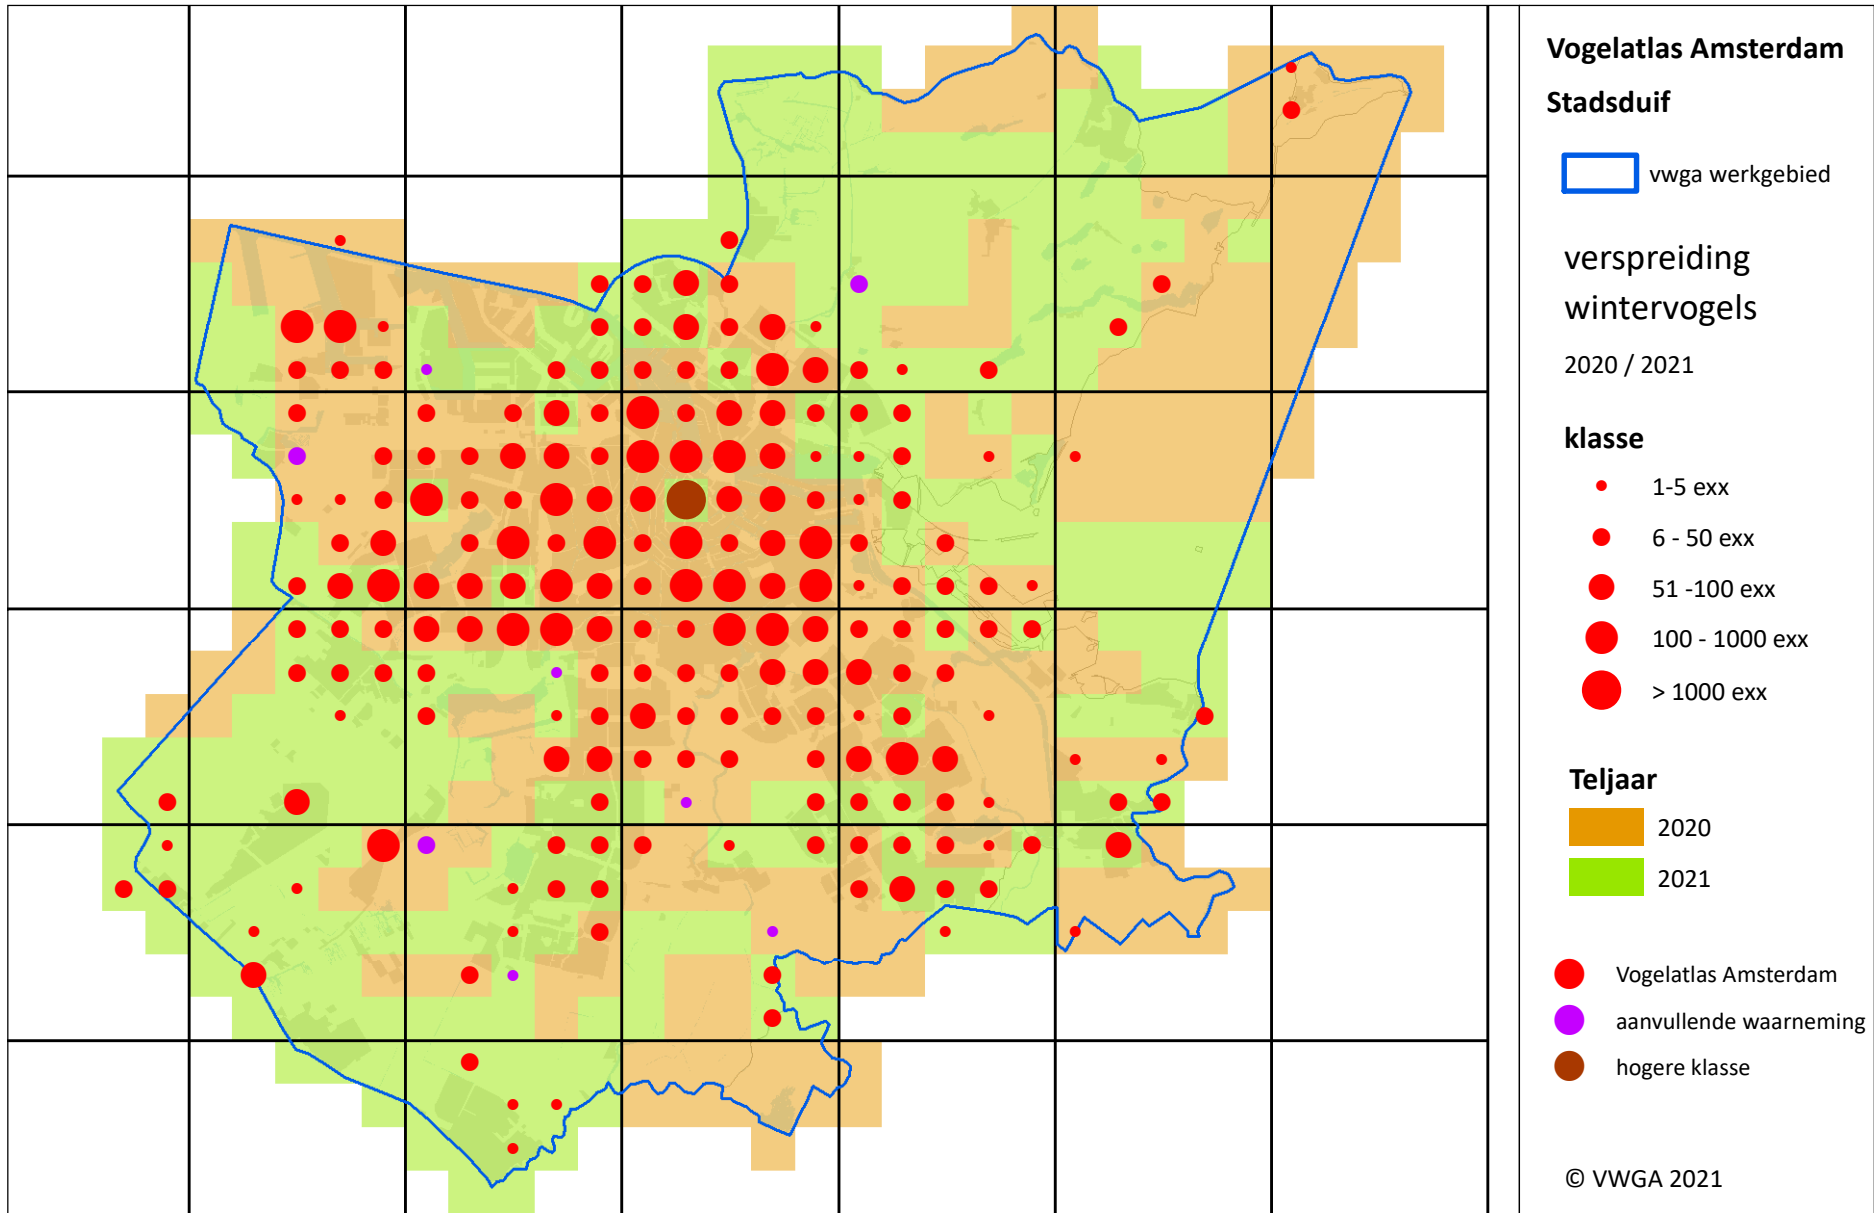 Vogelatlas Amsterdam
Stadsduif
vwga werkgebied
verspreiding
wintervogels
2020 / 2021
klasse
1-5 exx
6 - 50 exx
51 -100 exx
100 - 1000 exx
> 1000 exx
Teljaar
2020
2021
Vogelatlas Amsterdam
aanvullende waarneming
hogere klasse
© VWGA 2021